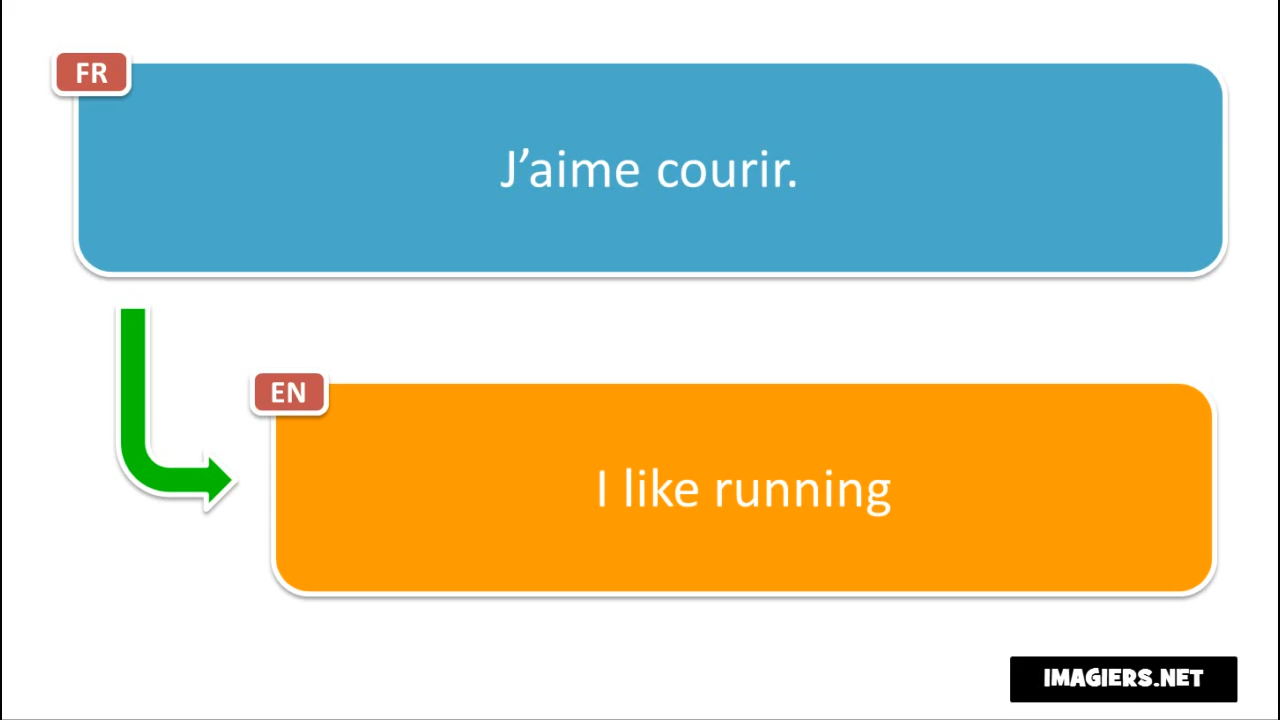 FR
J’aime courir.
EN
I like running
IMAGIERS.NET